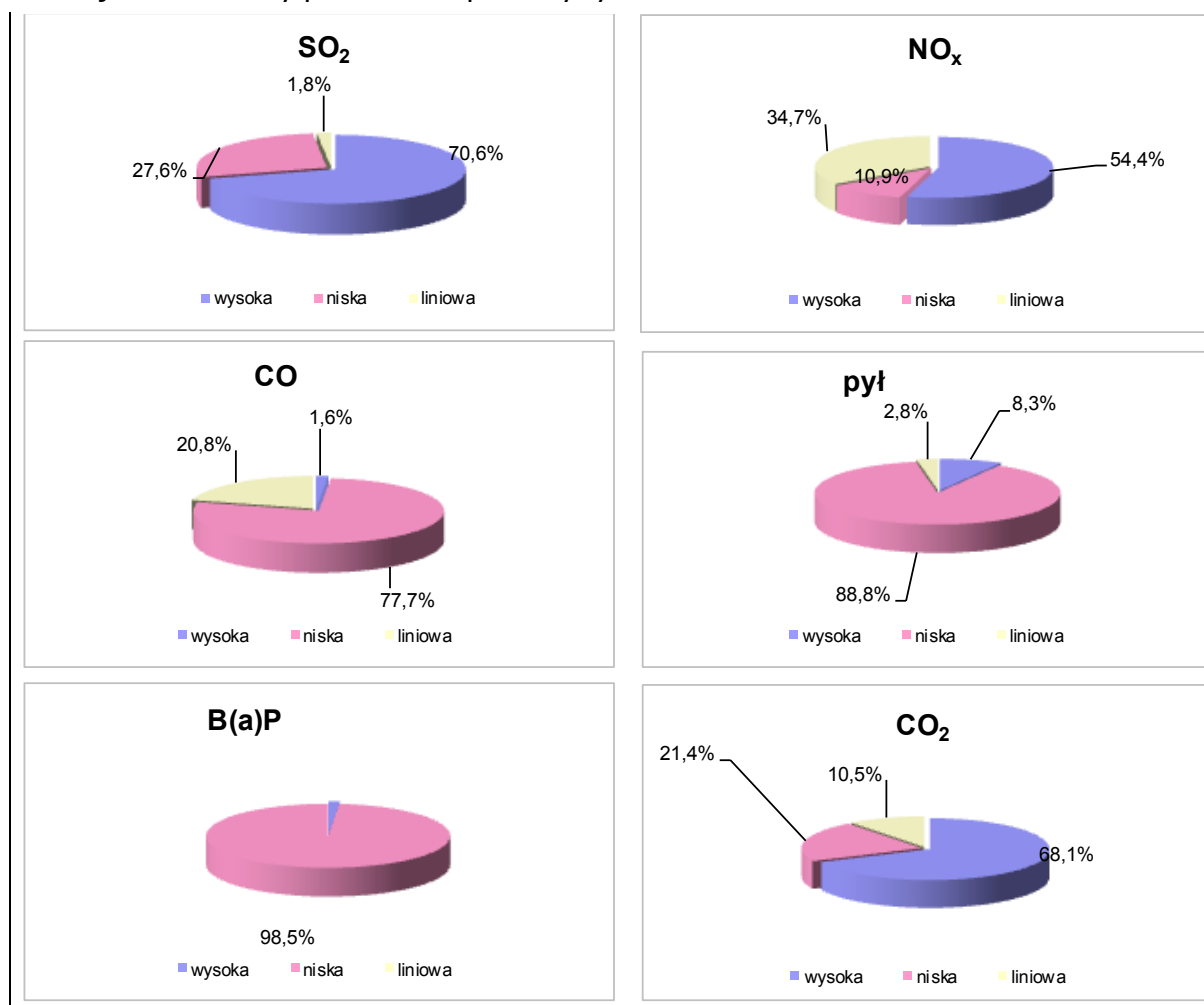 SO₂
1,8%
27,6%
70,6%
wysoka niska liniowa
NOₓ
34,7%
10,9%
54,4%
wysoka niska liniowa
CO
1,6%
20,8%
77,7%
wysoka niska liniowa
pył
2,8%
8,3%
88,8%
wysoka niska liniowa
B(a)P
98,5%
wysoka niska liniowa
CO₂
21,4%
10,5%
68,1%
wysoka niska liniowa